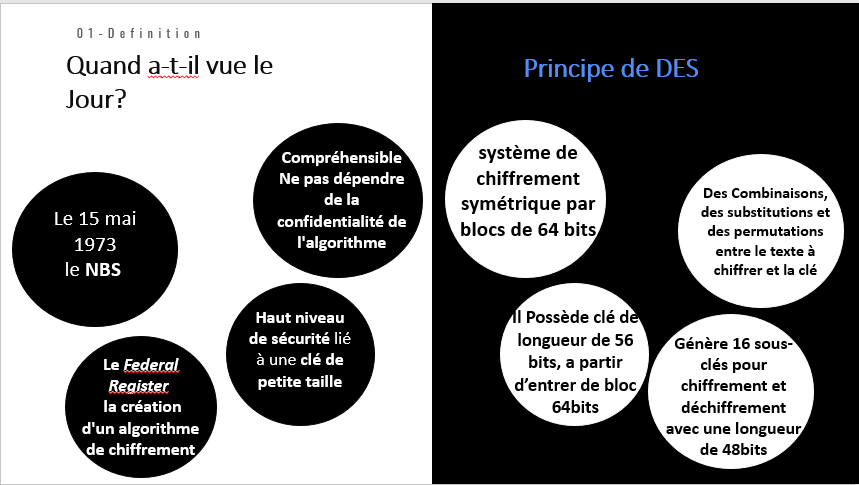 01-Definition
Quand a-t-il vue le
Jour?
Le 15 mai
1973
le NBS
Compréhensible
Ne pas dépendre
de la
confidentialité de
l'algorithme
Haut niveau
de sécurité lié
à une clé de
petite taille
Le Federal
Register
la création
d'un algorithme
de chiffrement
Principe de DES
système de
chiffrement
symétrique par
blocs de 64 bits
Des Combinaisons,
des substitutions et
des permutations
entre le texte à
chiffrer et la clé
Il Possède clé de
longueur de 56
bits, a partir
d’entrer de bloc
64bits
Génère 16 sous-
clés pour
chiffrement et
déchiffrement
avec une longueur
de 48bits